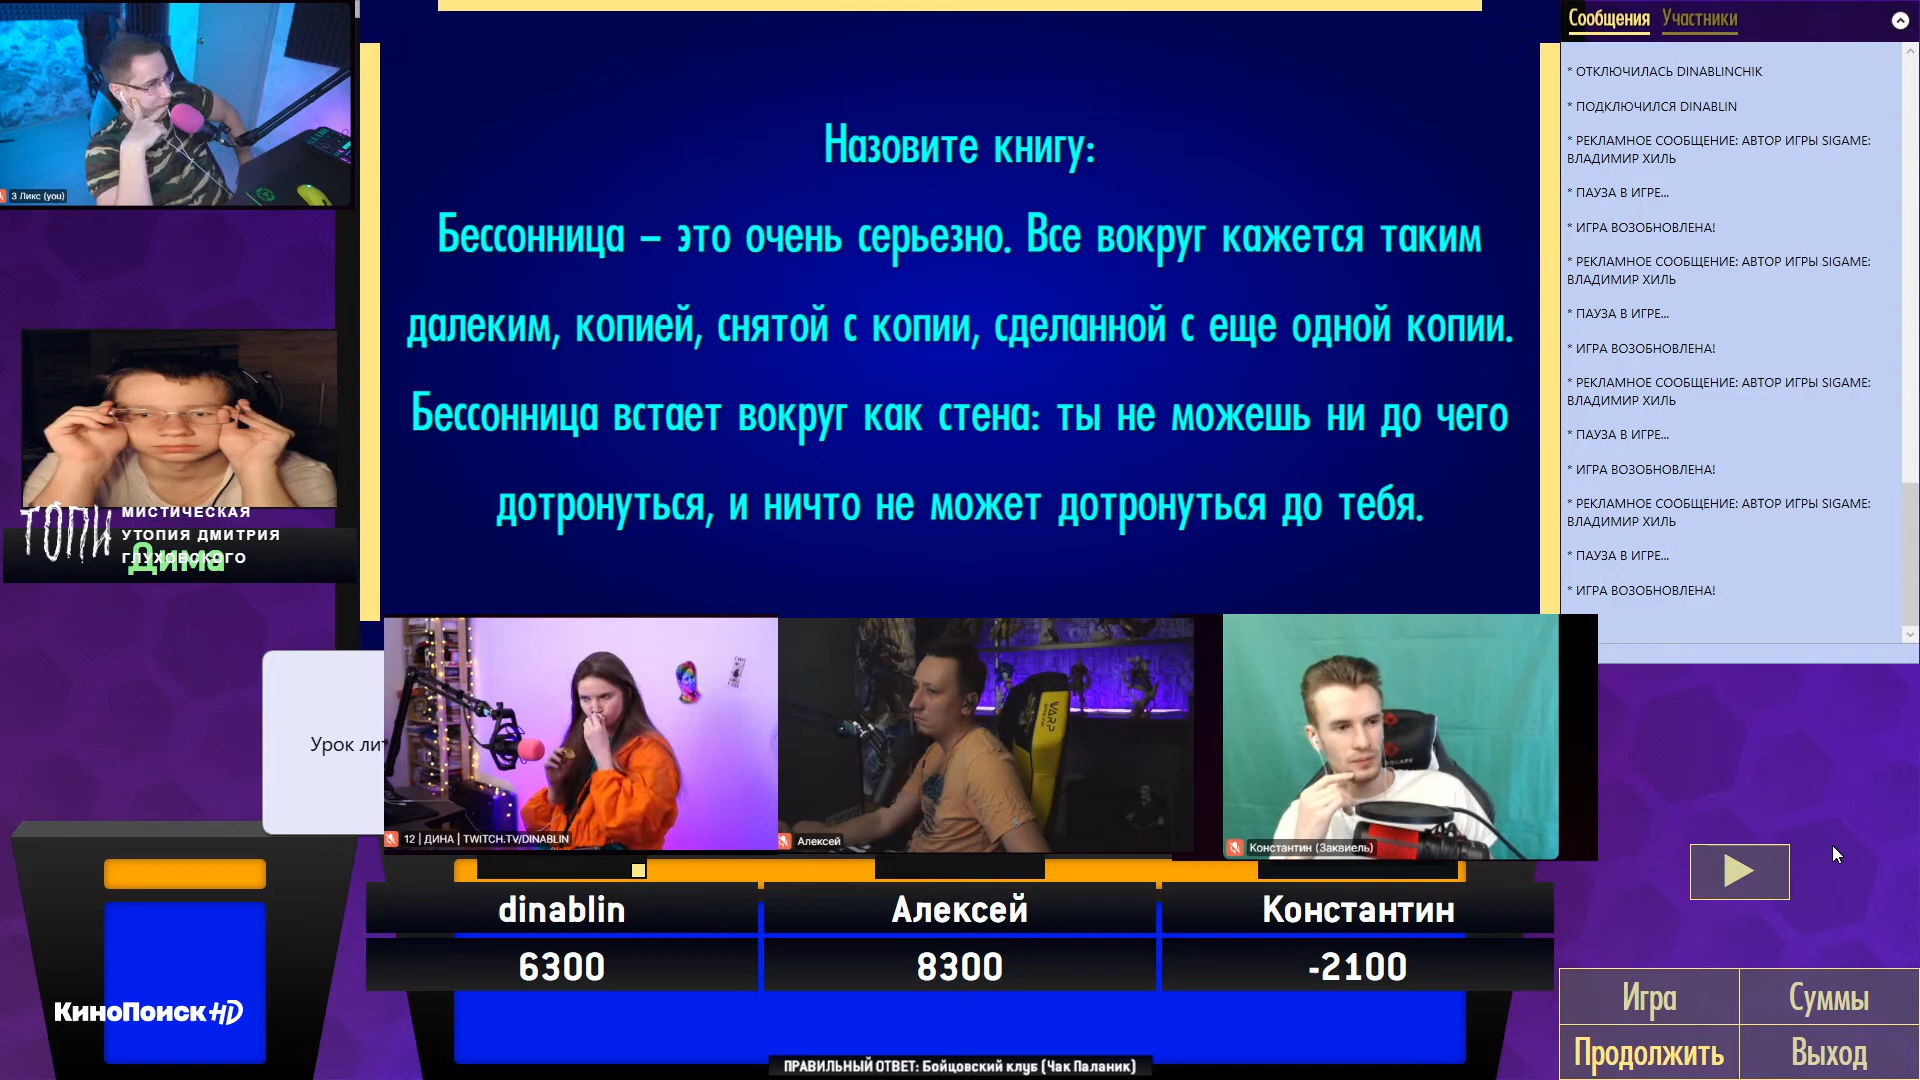 Сообщения
Участники
* ОТКЛЮЧИЛАСЬ DINABLINCHIK
* ПОДКЛЮЧИЛСЯ DINABLIN
* РЕКЛАМНОЕ СООБЩЕНИЕ: АВТОР ИГРЫ SIGAME:
ВЛАДИМИР ХИЛЬ
* ПАУЗА В ИГРЕ...
* ИГРА ВОЗОБНОВЛЕНА!
* РЕКЛАМНОЕ СООБЩЕНИЕ: АВТОР ИГРЫ SIGAME:
ВЛАДИМИР ХИЛЬ
* ПАУЗА В ИГРЕ...
* ИГРА ВОЗОБНОВЛЕНА!
* РЕКЛАМНОЕ СООБЩЕНИЕ: АВТОР ИГРЫ SIGAME:
ВЛАДИМИР ХИЛЬ
* ПАУЗА В ИГРЕ...
* ИГРА ВОЗОБНОВЛЕНА!
* РЕКЛАМНОЕ СООБЩЕНИЕ: АВТОР ИГРЫ SIGAME:
ВЛАДИМИР ХИЛЬ
* ПАУЗА В ИГРЕ...
* ИГРА ВОЗОБНОВЛЕНА!
Назовите книгу:
Бессонница – это очень серьезно. Все вокруг кажется таким
далеким, копией, снятой с копии, сделанной с еще одной копии.
Бессонница встает вокруг как стена: ты не можешь ни до чего
дотронуться, и ничто не может дотронуться до тебя.
3 Ликс (you)
ТОПИ
МИСТИЧЕСКАЯ
УТОПИЯ ДМИТРИЯ
ГЛУХОВСКОГО
Дима
Урок ли
12 | ДИНА | TWITCH.TV/DINABLIN
Алексей
WARP
Константин (Заквиель)
dinablin
Алексей
Константин
6300
8300
-2100
КиноПоиск HD
ПРАВИЛЬНЫЙ ОТВЕТ: Бойцовский клуб (Чак Паланик)
Игра
Суммы
Продолжить
Выход